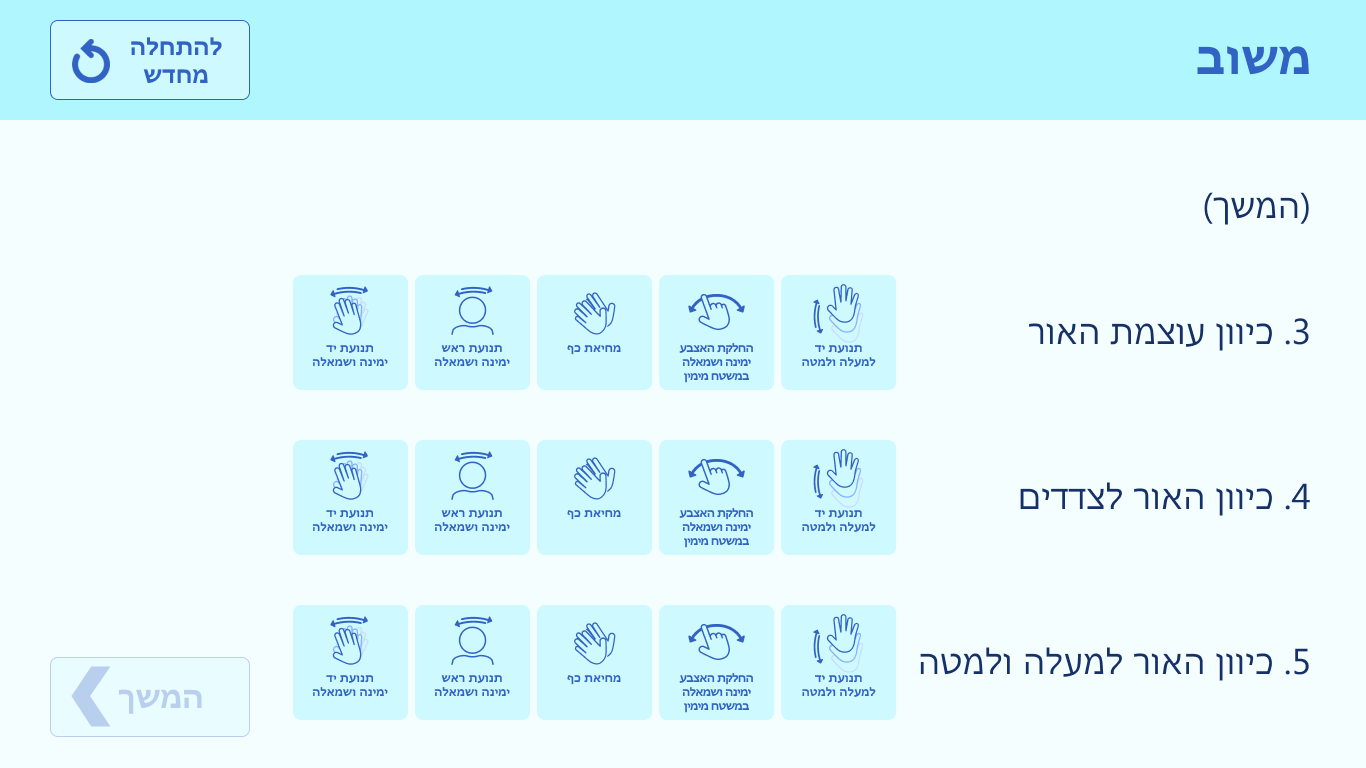 משוב
להתחלה
מחדש
(המשך)
3. כיוון עוצמת האור
תנועת יד
למעלה ולמטה
החלקת האצבע
ימינה ושמאלה
במשטח מימין
מחיאת כף
תנועת ראש
ימינה ושמאלה
תנועת יד
ימינה ושמאלה
4. כיוון האור לצדדים
תנועת יד
למעלה ולמטה
החלקת האצבע
ימינה ושמאלה
במשטח מימין
מחיאת כף
תנועת ראש
ימינה ושמאלה
תנועת יד
ימינה ושמאלה
5. כיוון האור למעלה ולמטה
תנועת יד
למעלה ולמטה
החלקת האצבע
ימינה ושמאלה
במשטח מימין
מחיאת כף
תנועת ראש
ימינה ושמאלה
תנועת יד
ימינה ושמאלה
המשך